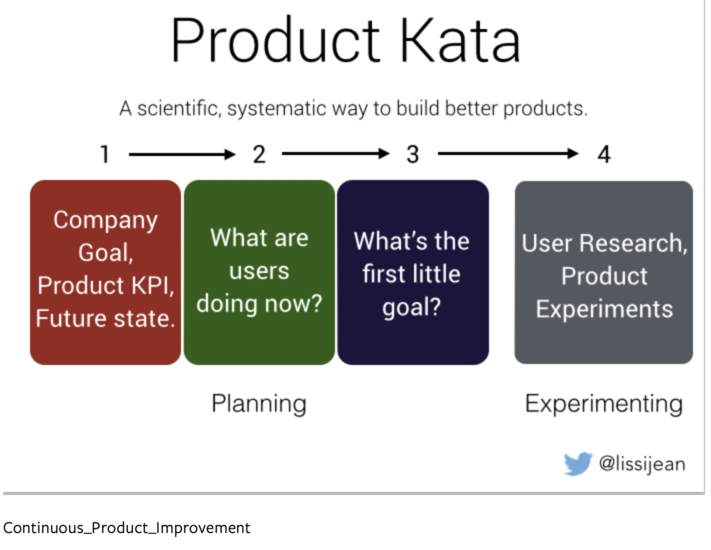 Product Kata
A scientific, systematic way to build better products.
1 2 3 4
Company
Goal,
Product KPI,
Future state.
What are
users
doing now?
What's the
first little
goal?
User Research,
Product
Experiments
Planning
Experimenting
@lissijean
Continuous_Product_Improvement